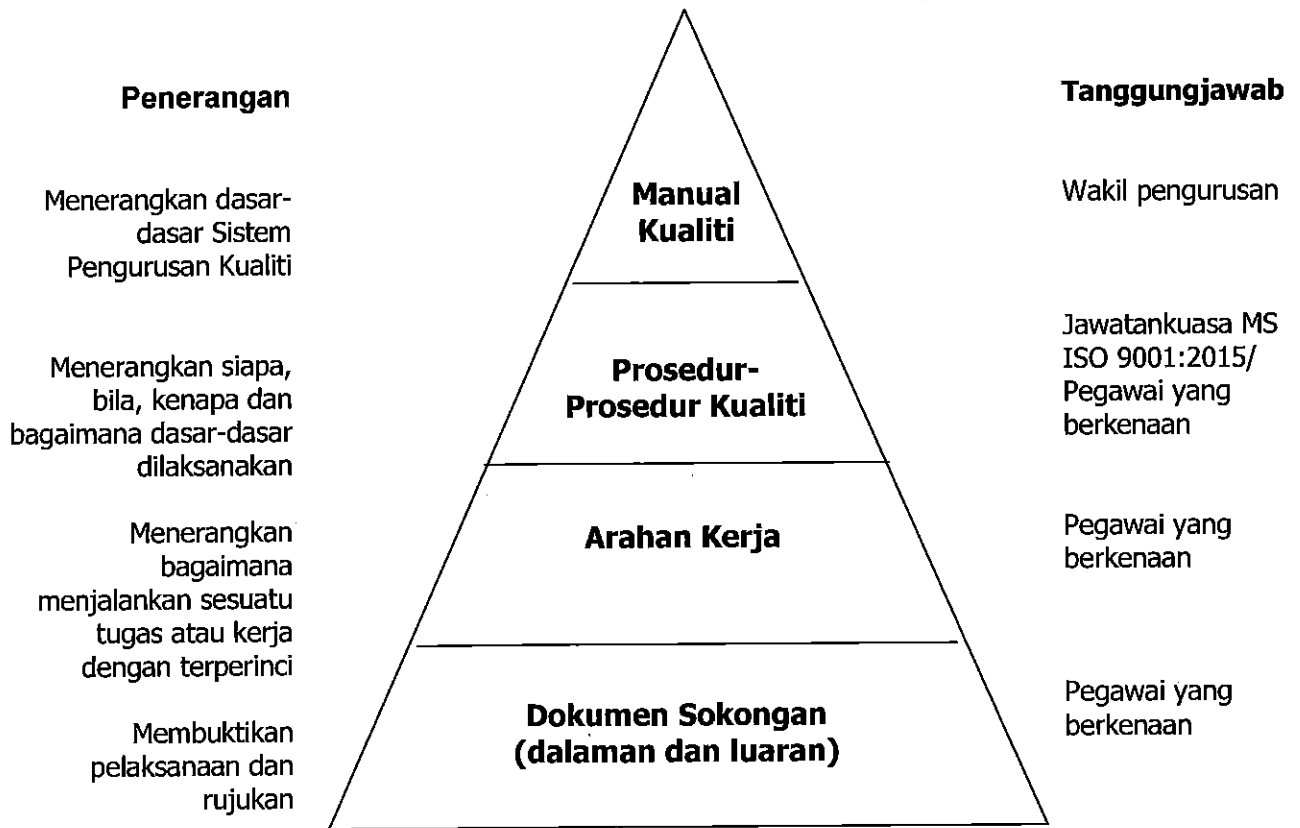 Penerangan
Tanggungjawab
Menerangkan dasar-
dasar Sistem
Pengurusan Kualiti
Manual
Kualiti
Wakil pengurusan
Menerangkan siapa,
bila, kenapa dan
bagaimana dasar-dasar
dilaksanakan
Prosedur-
Prosedur Kualiti
Jawatankuasa MS
ISO 9001:2015/
Pegawai yang
berkenaan
Menerangkan
bagaimana
menjalankan sesuatu
tugas atau kerja
dengan terperinci
Arahan Kerja
Pegawai yang
berkenaan
Membuktikan
pelaksanaan dan
rujukan
Dokumen Sokongan
(dalaman dan luaran)
Pegawai yang
berkenaan